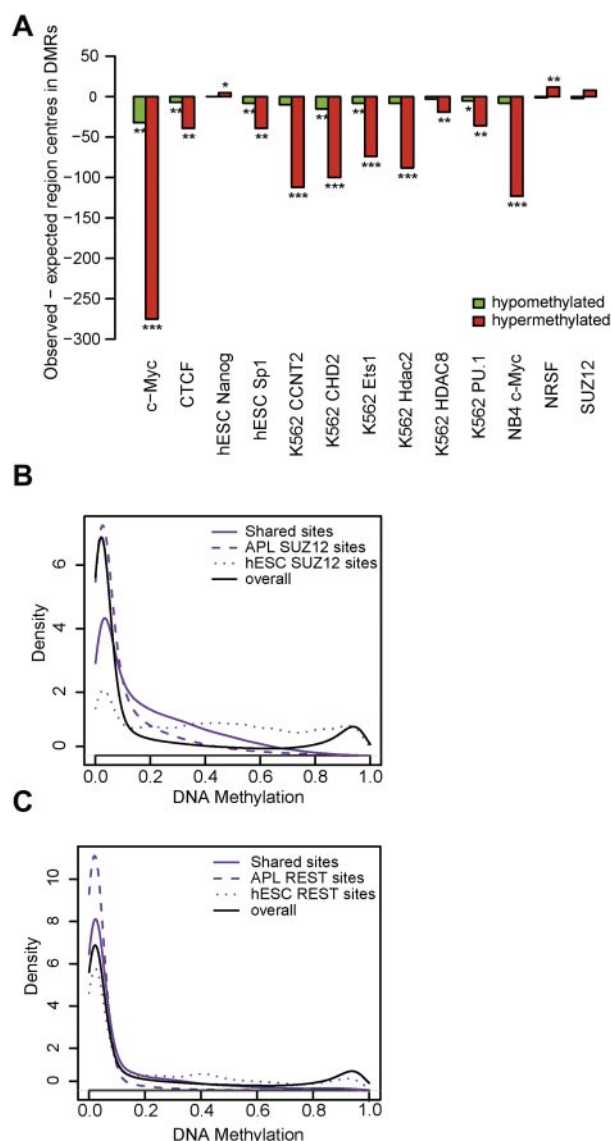 A
Observed − expected region centres in DMRs
0
−50
−100
−150
−200
−250
−300
** *** ** ** * ** ** *** ** *** ** *** *** ** * ** *** **
hypomethylated
hypermethylated
c−Myc
CTCF
hESC Nanog
hESC Sp1
K562 CCNT2
K562 CHD2
K562 Ets1
K562 Hdac2
K562 HDAC8
K562 PU.1
NB4 c−Myc
NRSF
SUZ12
B
Shared sites
APL SUZ12 sites
hESC SUZ12 sites
overall
Density
6
4
2
0
0.0 0.2 0.4 0.6 0.8 1.0
DNA Methylation
C
Shared sites
APL REST sites
hESC REST sites
overall
Density
10
8
6
4
2
0
0.0 0.2 0.4 0.6 0.8 1.0
DNA Methylation